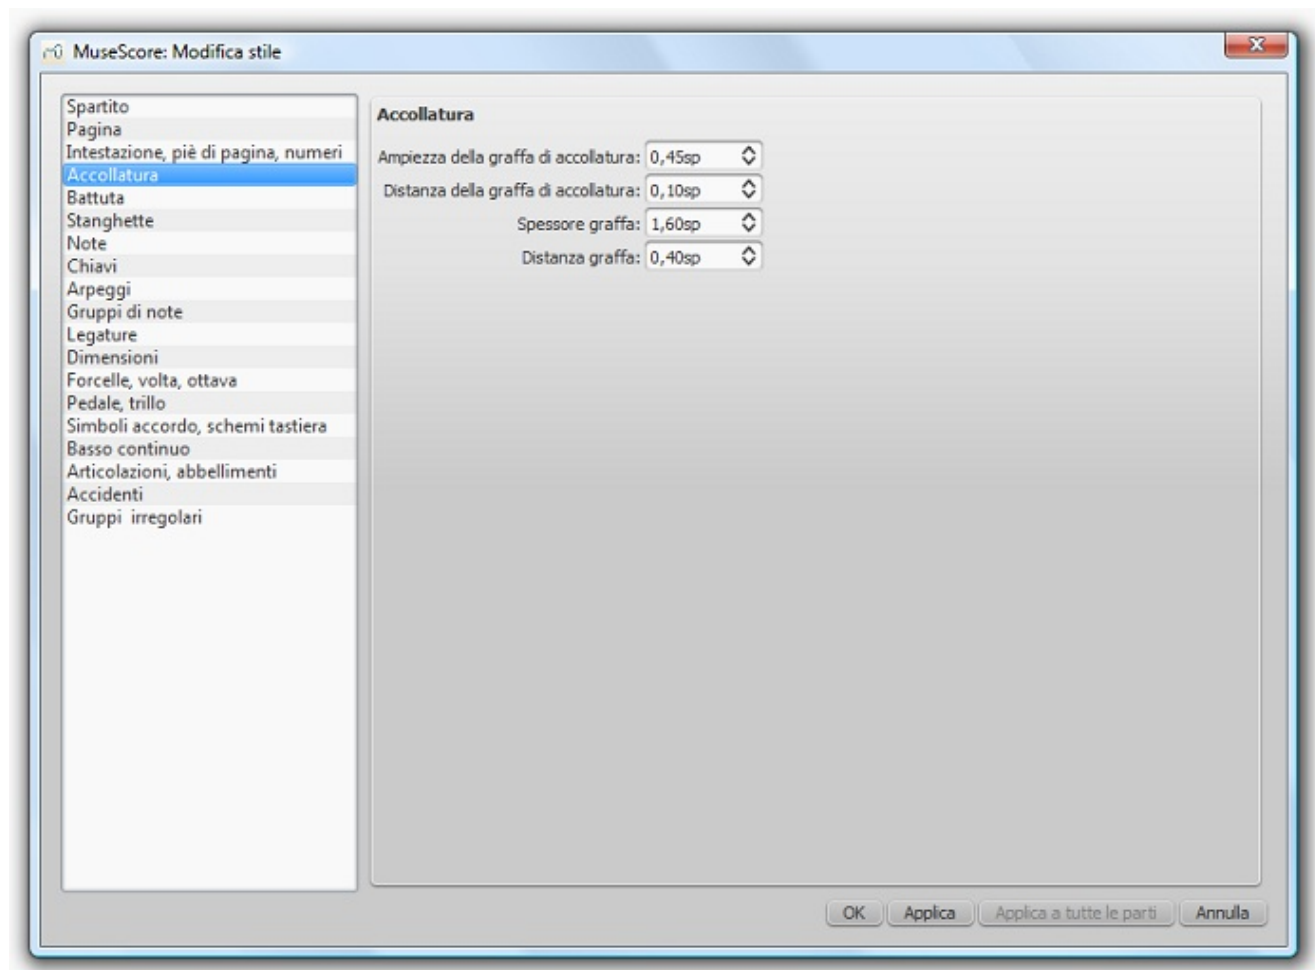 MuseScore: Modifica stile
Spartito
Pagina
Intestazione, piè di pagina, numeri
Accollatura
Battuta
Stanghette
Note
Chiavi
Arpeggi
Gruppi di note
Legature
Dimensioni
Forcelle, volta, ottava
Pedale, trillo
Simboli accordo, schemi tastiera
Basso continuo
Articolazioni, abbellimenti
Accidenti
Gruppi irregolari
Accollatura
Ampiezza della graffa di accollatura: 0,45sp
Distanza della graffa di accollatura: 0,10sp
Spessore graffa: 1,60sp
Distanza graffa: 0,40sp
OK Applica Applica a tutte le parti Annulla